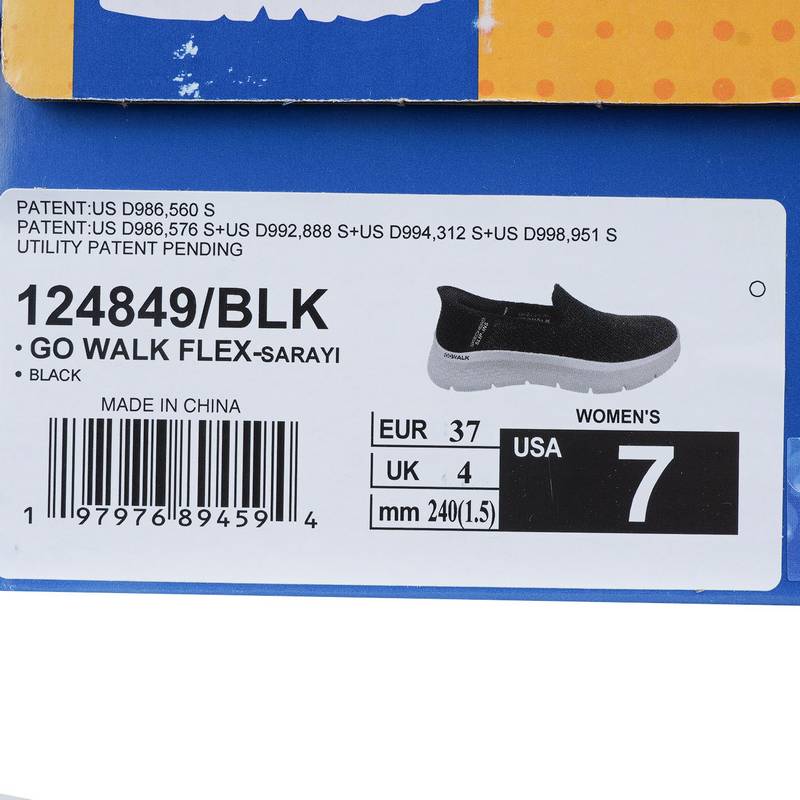 PATENT:US D986,560 S
PATENT:US D986,576 S+US D992,888 S+US D994,312 S+US D998,951 S
UTILITY PATENT PENDING
124849/BLK
• GO WALK FLEX-SARAYI
• BLACK
MADE IN CHINA
1 97976 89459 4
GO WALK
WOMEN'S
EUR 37
UK 4
mm 240(1.5)
USA 7